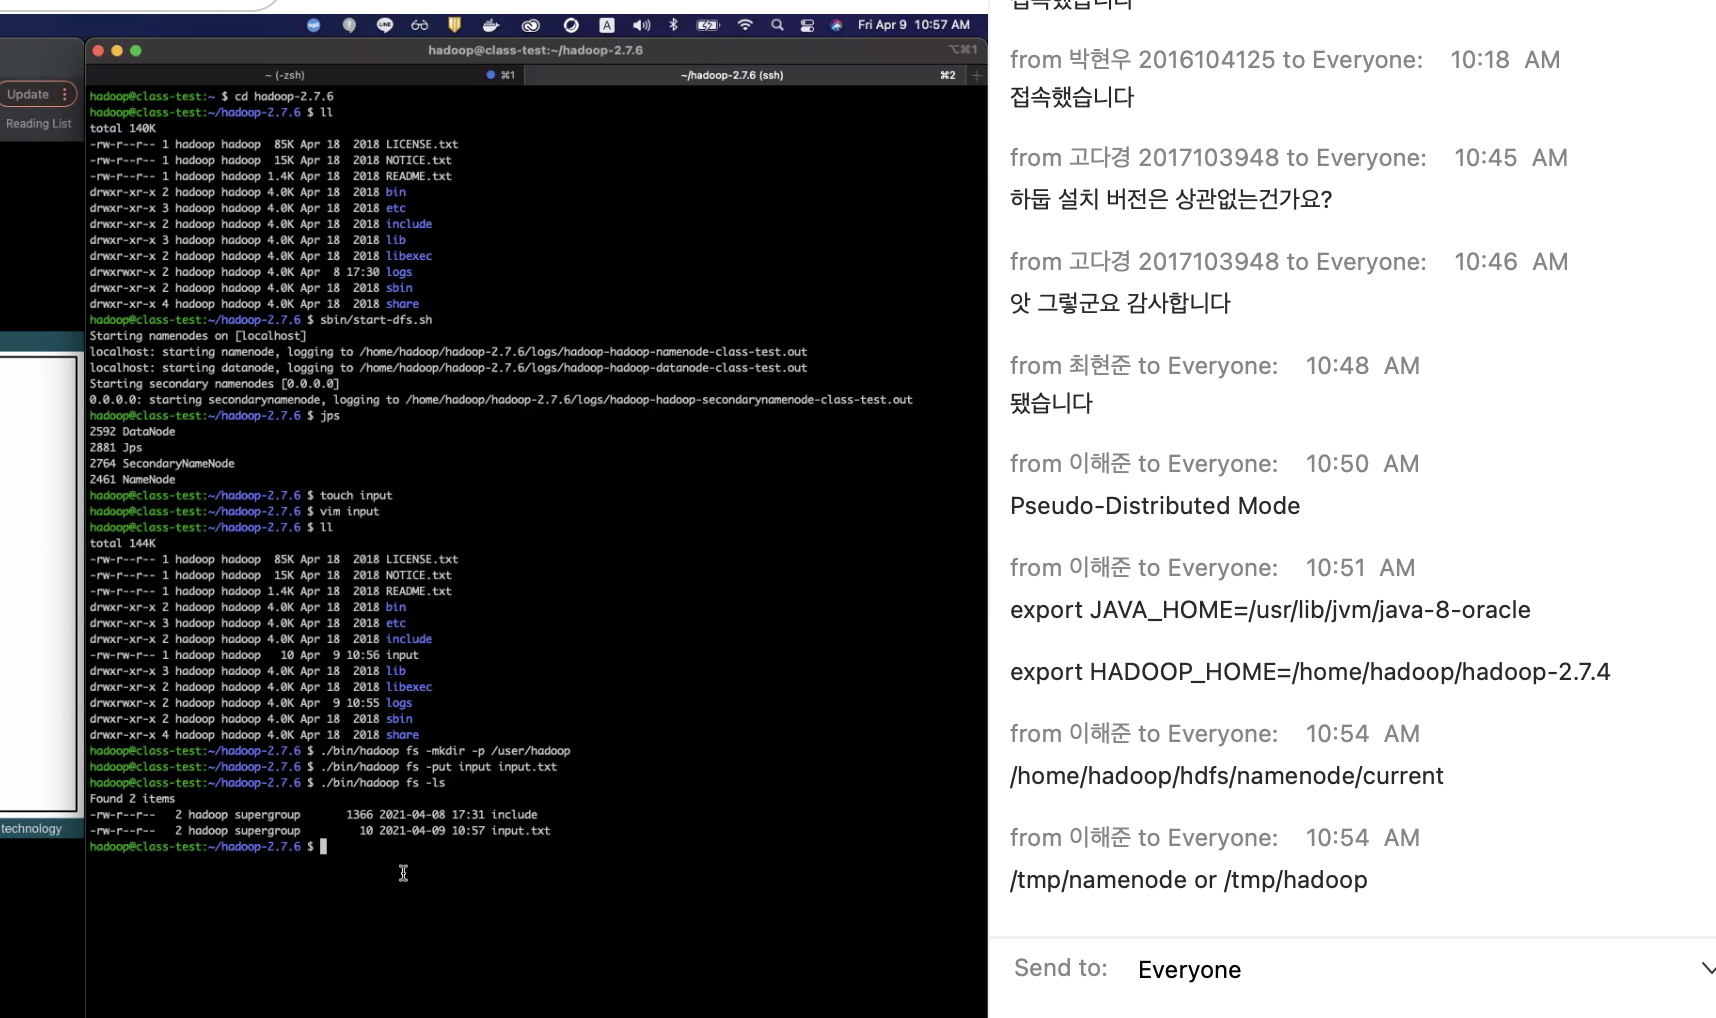 Fri Apr 9 10:57 AM
hadoop@class-test:~/hadoop-2.7.6
⌥⌘1
~ (-zsh)
⌘1
~/hadoop-2.7.6 (ssh)
⌘2
Update
Reading List
technology
hadoop@class-test:~ $ cd hadoop-2.7.6
hadoop@class-test:~/hadoop-2.7.6 $ ll
total 140K
-rw-r--r-- 1 hadoop hadoop  85K Apr 18  2018 LICENSE.txt
-rw-r--r-- 1 hadoop hadoop  15K Apr 18  2018 NOTICE.txt
-rw-r--r-- 1 hadoop hadoop 1.4K Apr 18  2018 README.txt
drwxr-xr-x 2 hadoop hadoop 4.0K Apr 18  2018 bin
drwxr-xr-x 3 hadoop hadoop 4.0K Apr 18  2018 etc
drwxr-xr-x 2 hadoop hadoop 4.0K Apr 18  2018 include
drwxr-xr-x 3 hadoop hadoop 4.0K Apr 18  2018 lib
drwxr-xr-x 2 hadoop hadoop 4.0K Apr 18  2018 libexec
drwxrwxr-x 2 hadoop hadoop 4.0K Apr  8 17:30 logs
drwxr-xr-x 2 hadoop hadoop 4.0K Apr 18  2018 sbin
drwxr-xr-x 4 hadoop hadoop 4.0K Apr 18  2018 share
hadoop@class-test:~/hadoop-2.7.6 $ sbin/start-dfs.sh
Starting namenodes on [localhost]
localhost: starting namenode, logging to /home/hadoop/hadoop-2.7.6/logs/hadoop-hadoop-namenode-class-test.out
localhost: starting datanode, logging to /home/hadoop/hadoop-2.7.6/logs/hadoop-hadoop-datanode-class-test.out
Starting secondary namenodes [0.0.0.0]
0.0.0.0: starting secondarynamenode, logging to /home/hadoop/hadoop-2.7.6/logs/hadoop-hadoop-secondarynamenode-class-test.out
hadoop@class-test:~/hadoop-2.7.6 $ jps
2592 DataNode
2881 Jps
2764 SecondaryNameNode
2461 NameNode
hadoop@class-test:~/hadoop-2.7.6 $ touch input
hadoop@class-test:~/hadoop-2.7.6 $ vim input
hadoop@class-test:~/hadoop-2.7.6 $ ll
total 144K
-rw-r--r-- 1 hadoop hadoop  85K Apr 18  2018 LICENSE.txt
-rw-r--r-- 1 hadoop hadoop  15K Apr 18  2018 NOTICE.txt
-rw-r--r-- 1 hadoop hadoop 1.4K Apr 18  2018 README.txt
drwxr-xr-x 2 hadoop hadoop 4.0K Apr 18  2018 bin
drwxr-xr-x 3 hadoop hadoop 4.0K Apr 18  2018 etc
drwxr-xr-x 2 hadoop hadoop 4.0K Apr 18  2018 include
-rw-rw-r-- 1 hadoop hadoop   10 Apr  9 10:56 input
drwxr-xr-x 3 hadoop hadoop 4.0K Apr 18  2018 lib
drwxr-xr-x 2 hadoop hadoop 4.0K Apr 18  2018 libexec
drwxrwxr-x 2 hadoop hadoop 4.0K Apr  9 10:55 logs
drwxr-xr-x 2 hadoop hadoop 4.0K Apr 18  2018 sbin
drwxr-xr-x 4 hadoop hadoop 4.0K Apr 18  2018 share
hadoop@class-test:~/hadoop-2.7.6 $ ./bin/hadoop fs -mkdir -p /user/hadoop
hadoop@class-test:~/hadoop-2.7.6 $ ./bin/hadoop fs -put input input.txt
hadoop@class-test:~/hadoop-2.7.6 $ ./bin/hadoop fs -ls
Found 2 items
-rw-r--r--   2 hadoop supergroup       1366 2021-04-08 17:31 include
-rw-r--r--   2 hadoop supergroup         10 2021-04-09 10:57 input.txt
hadoop@class-test:~/hadoop-2.7.6 $
접속했습니다
from 박현우 2016104125 to Everyone: 10:18 AM
접속했습니다
from 고다경 2017103948 to Everyone: 10:45 AM
하둡 설치 버전은 상관없는건가요?
from 고다경 2017103948 to Everyone: 10:46 AM
앗 그렇군요 감사합니다
from 최현준 to Everyone: 10:48 AM
됐습니다
from 이해준 to Everyone: 10:50 AM
Pseudo-Distributed Mode
from 이해준 to Everyone: 10:51 AM
export JAVA_HOME=/usr/lib/jvm/java-8-oracle
export HADOOP_HOME=/home/hadoop/hadoop-2.7.4
from 이해준 to Everyone: 10:54 AM
/home/hadoop/hdfs/namenode/current
from 이해준 to Everyone: 10:54 AM
/tmp/namenode or /tmp/hadoop
Send to: Everyone